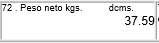 72 . Peso neto kgs. dcms.
37.59